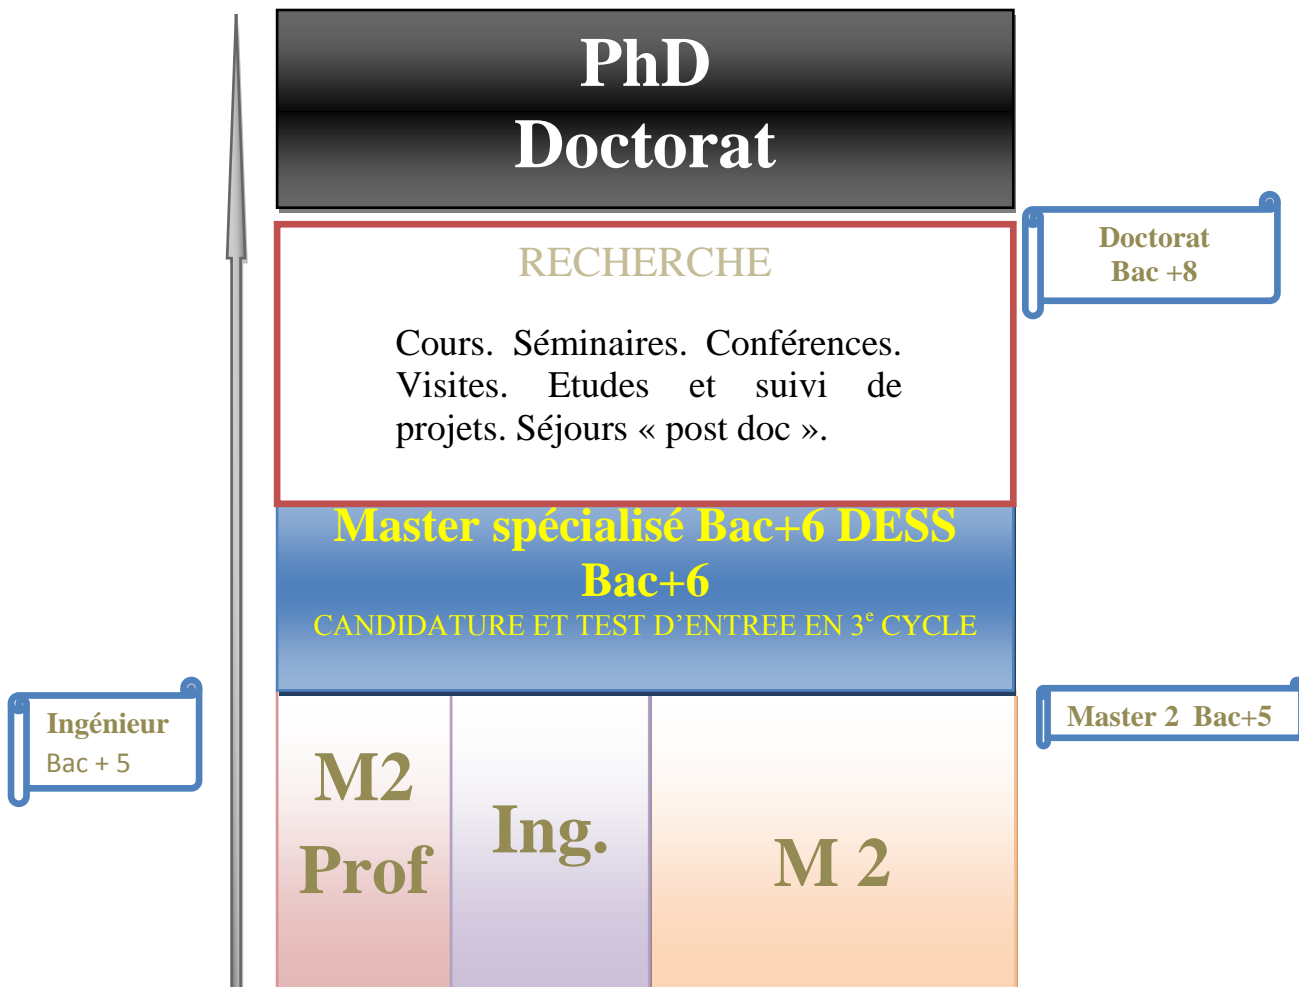 PhD
Doctorat
Doctorat
Bac +8
RECHERCHE
Cours. Séminaires. Conférences.
Visites. Etudes et suivi de
projets. Séjours « post doc ».
Master spécialisé Bac+6 DESS
Bac+6
CANDIDATURE ET TEST D’ENTREE EN 3e CYCLE
Ingénieur
Bac + 5
Master 2 Bac+5
M2
Prof
Ing.
M 2